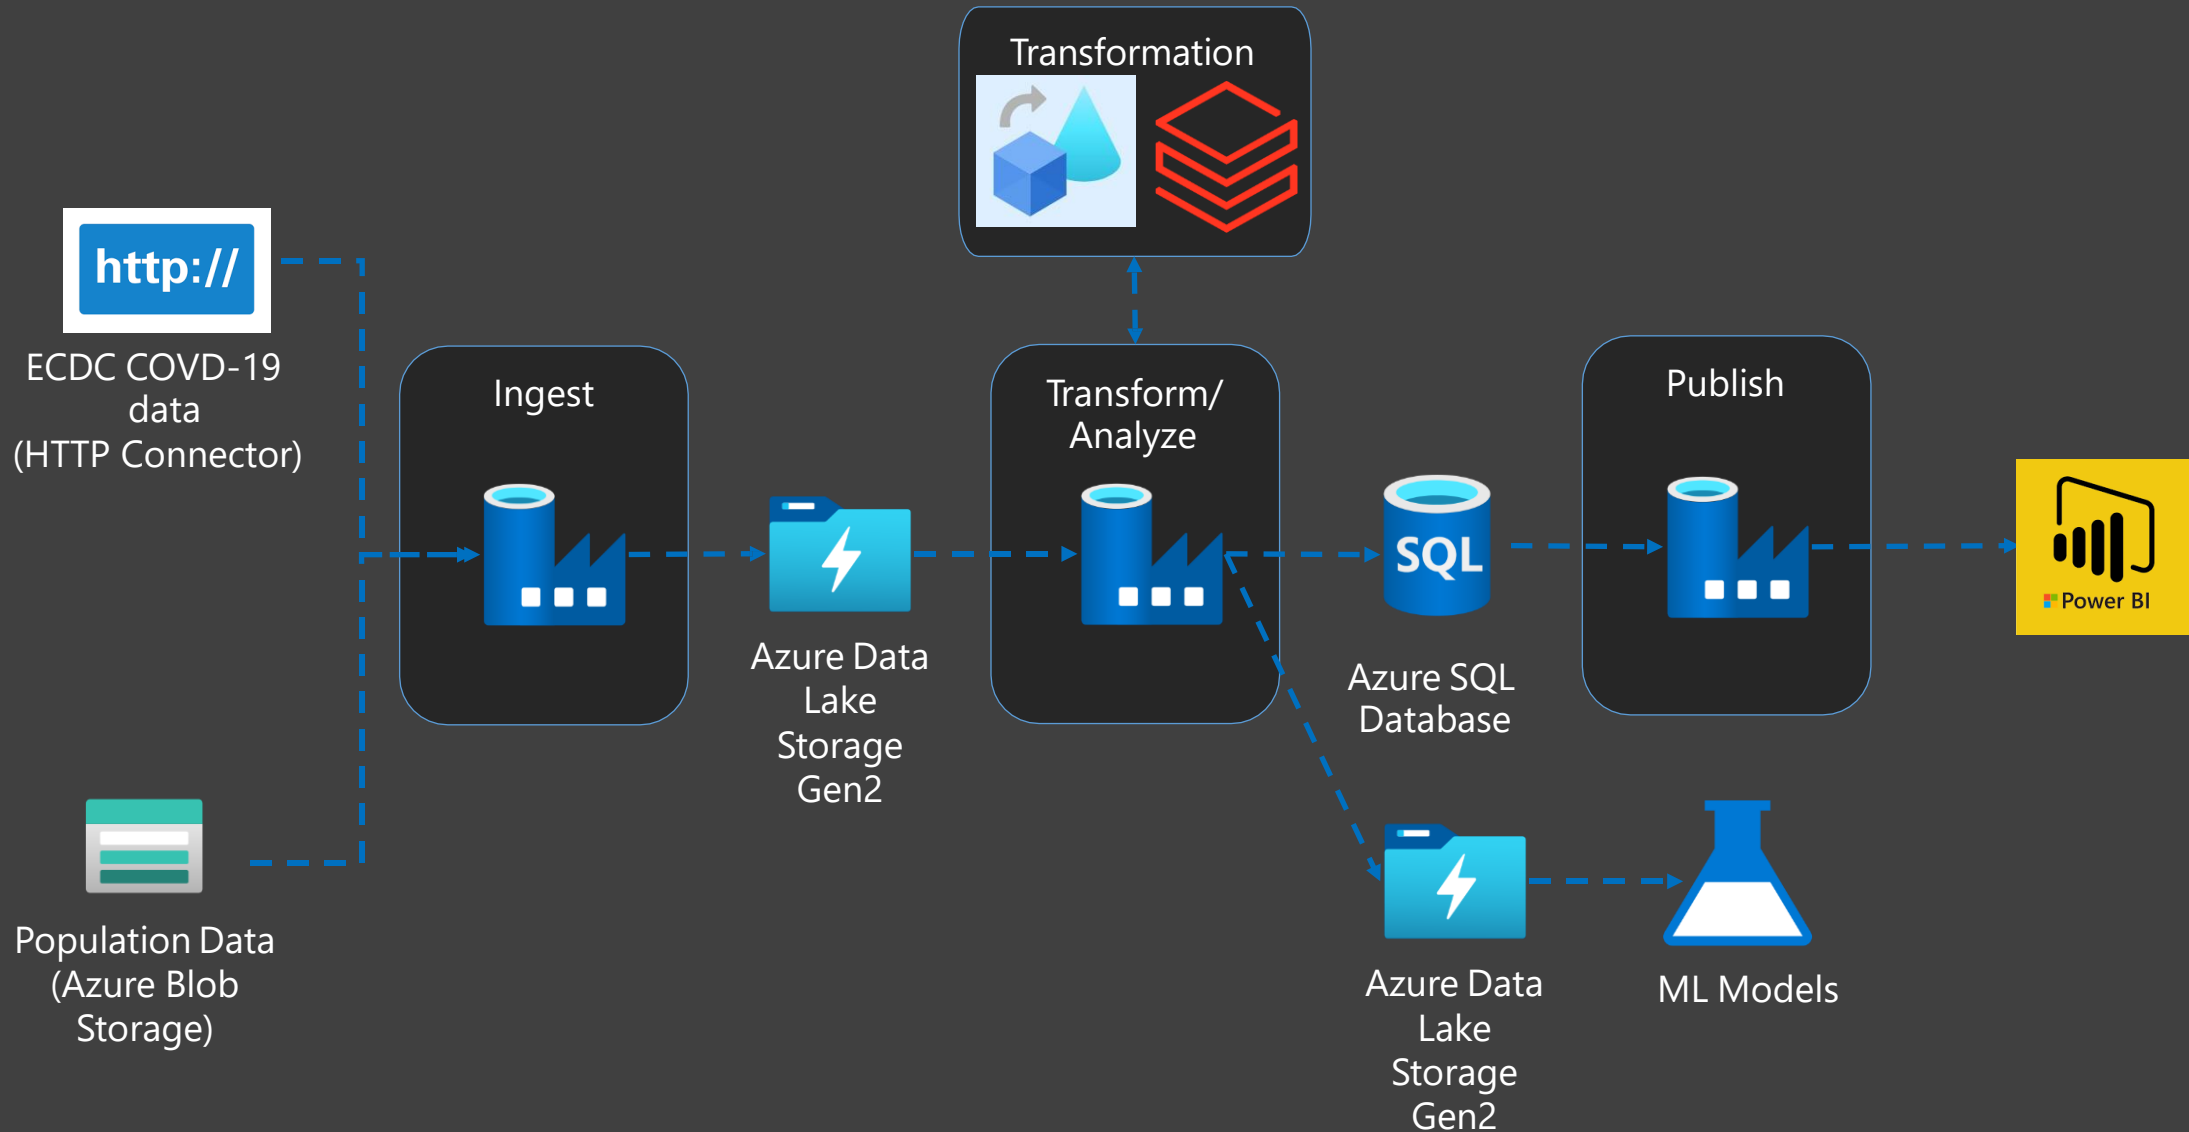 Transformation
http://
ECDC COVD-19
data
(HTTP Connector)
Ingest
Transform/
Analyze
Publish
SQL
Power BI
Azure Data
Lake
Storage
Gen2
Azure SQL
Database
Population Data
(Azure Blob
Storage)
Azure Data
Lake
Storage
Gen2
ML Models